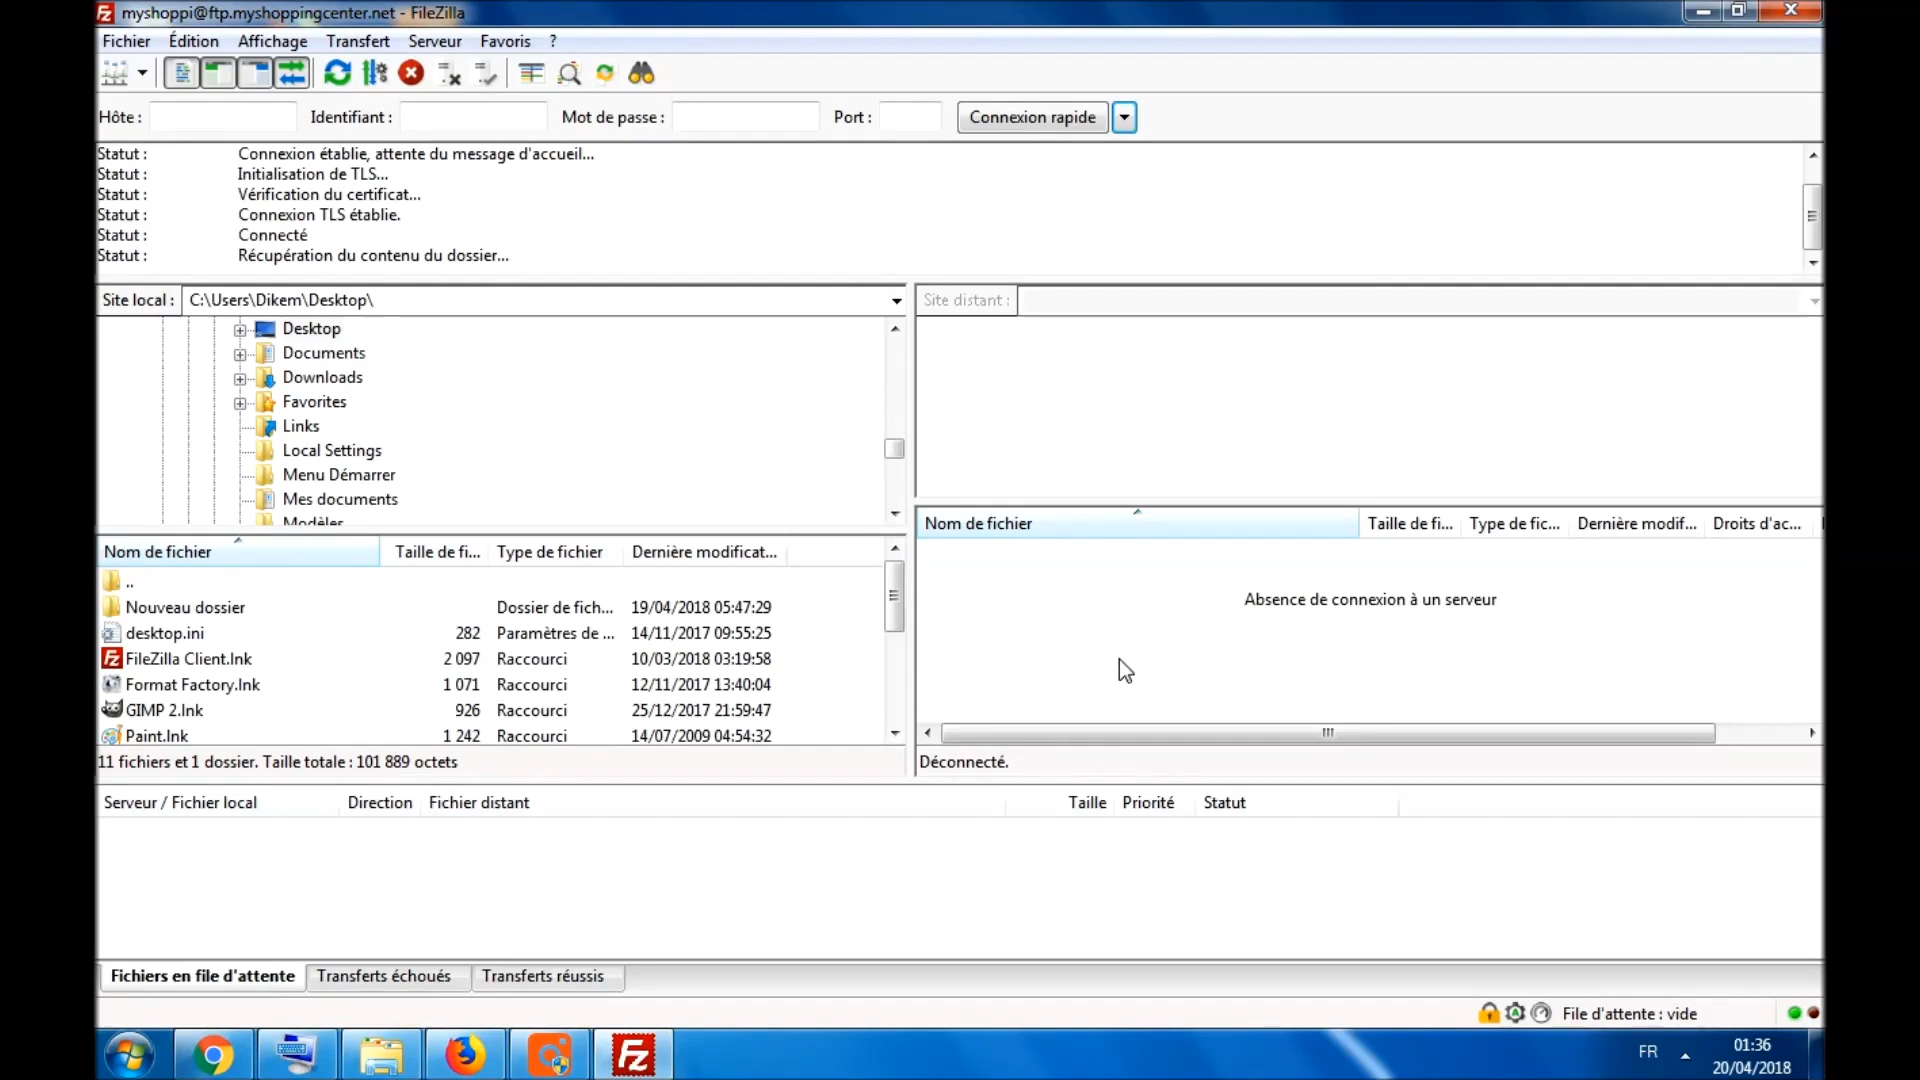 myshoppi@ftp.myshoppingcenter.net - FileZilla
Fichier Édition Affichage Transfert Serveur Favoris ?
Hôte : Identifiant : Mot de passe : Port : Connexion rapide
Statut : Connexion établie, attente du message d'accueil...
Statut : Initialisation de TLS...
Statut : Vérification du certificat...
Statut : Connexion TLS établie.
Statut : Connecté
Statut : Récupération du contenu du dossier...
Site local : C:\Users\Dikem\Desktop\
Desktop
Documents
Downloads
Favorites
Links
Local Settings
Menu Démarrer
Mes documents
Modèles
Nom de fichier Taille de fi... Type de fichier Dernière modificat...
..
Nouveau dossier Dossier de fich... 19/04/2018 05:47:29
desktop.ini 282 Paramètres de ... 14/11/2017 09:55:25
FileZilla Client.lnk 2 097 Raccourci 10/03/2018 03:19:58
Format Factory.lnk 1 071 Raccourci 12/11/2017 13:40:04
GIMP 2.lnk 926 Raccourci 25/12/2017 21:59:47
Paint.lnk 1 242 Raccourci 14/07/2009 04:54:32
11 fichiers et 1 dossier. Taille totale : 101 889 octets
Site distant :
Nom de fichier Taille de fi... Type de fic... Dernière modif... Droits d'ac...
Absence de connexion à un serveur
Déconnecté.
Serveur / Fichier local Direction Fichier distant Taille Priorité Statut
Fichiers en file d'attente Transferts échoués Transferts réussis
File d'attente : vide
FR 01:36
20/04/2018